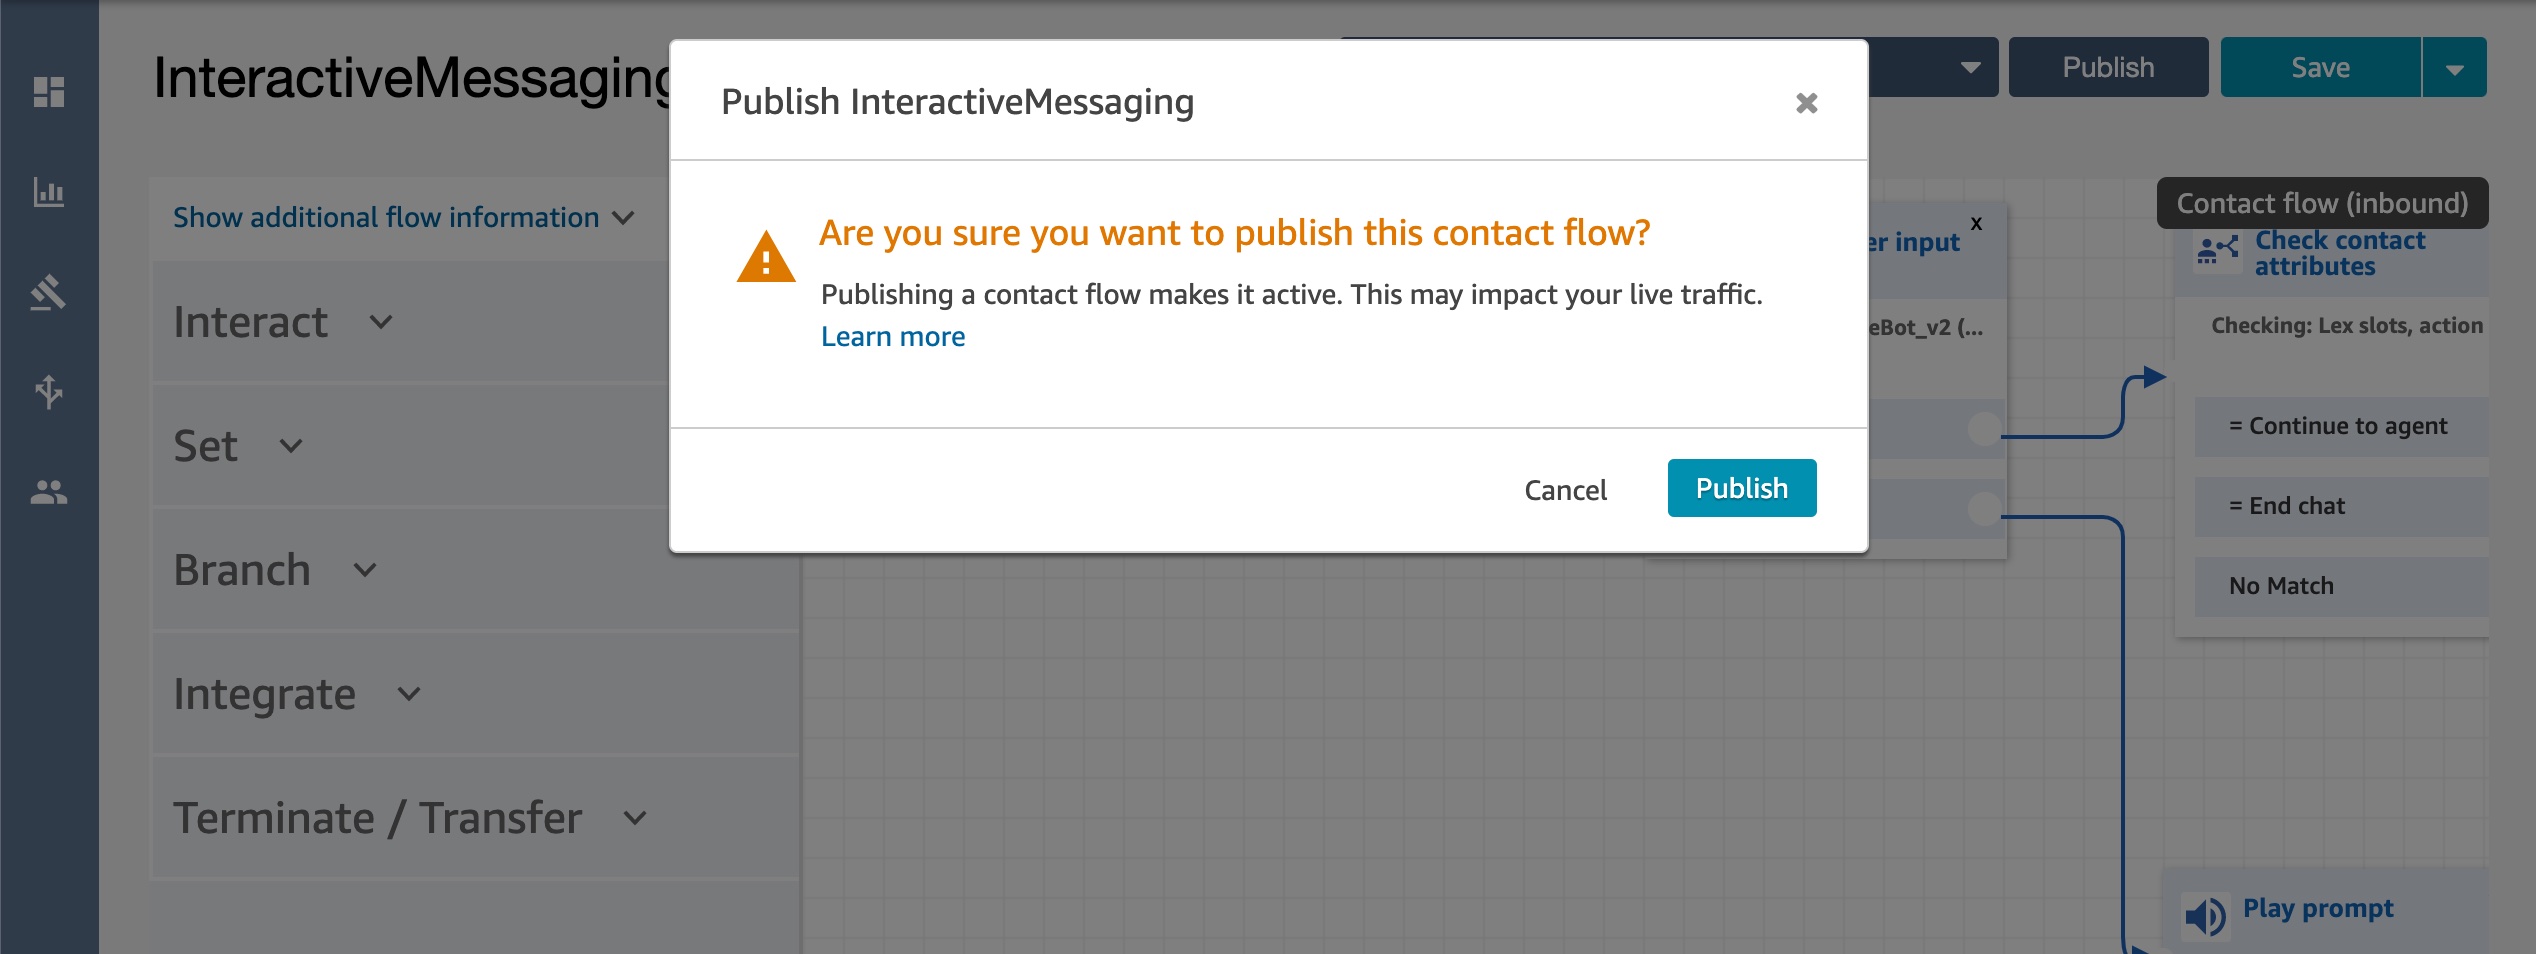 InteractiveMessaging
Publish
Save
Publish InteractiveMessaging
Are you sure you want to publish this contact flow?
Publishing a contact flow makes it active. This may impact your live traffic.
Learn more
Cancel
Publish
Show additional flow information
Interact
Set
Branch
Integrate
Terminate / Transfer
input
x
eBot_v2 (...
Contact flow (inbound)
Check contact
attributes
Checking: Lex slots, action
= Continue to agent
= End chat
No Match
Play prompt